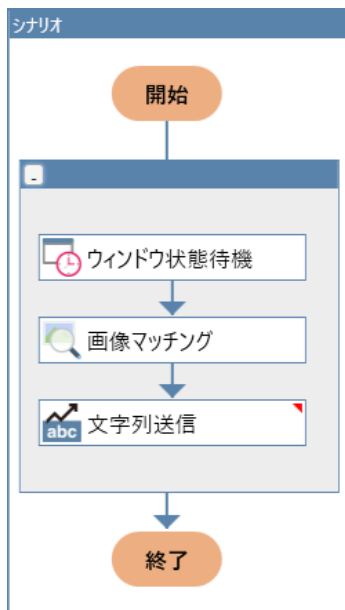 シナリオ
開始
-
ウィンドウ状態待機
画像マッチング
abc 文字列送信
終了